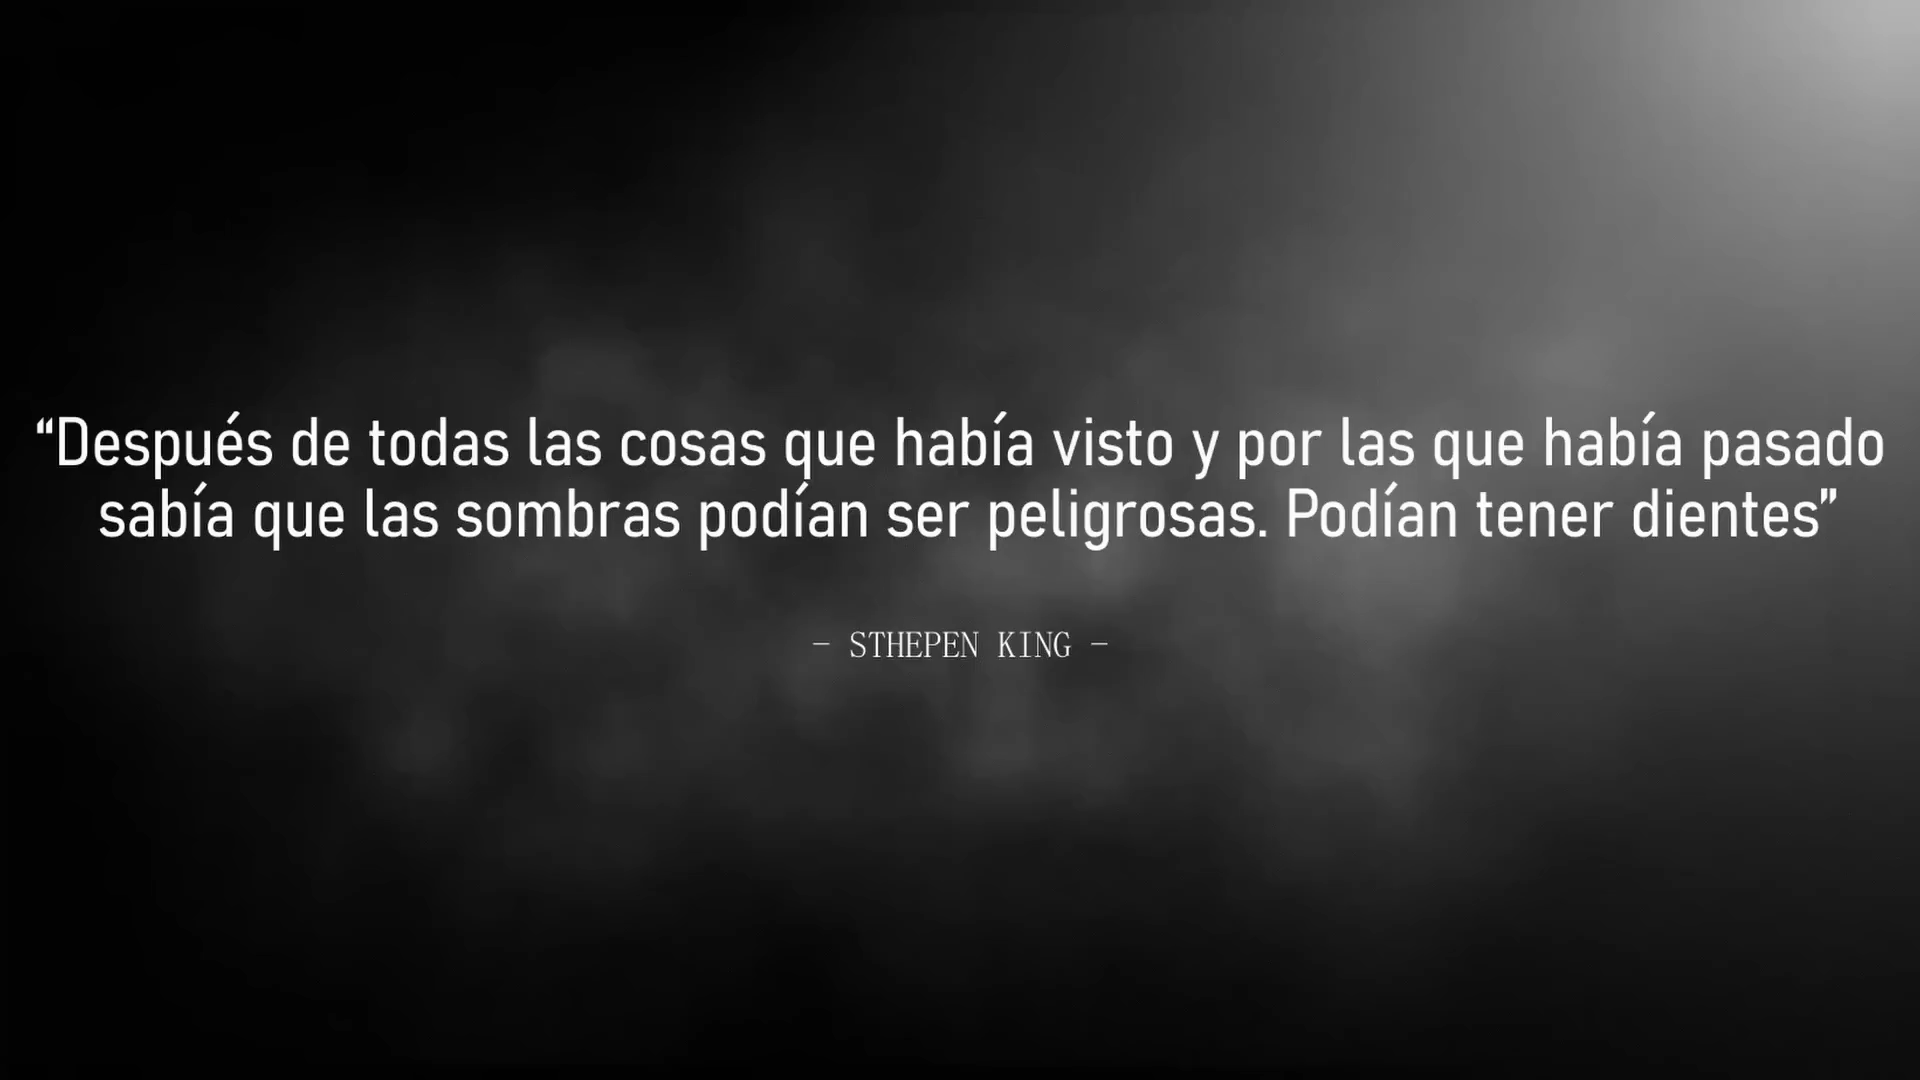 “Después de todas las cosas que había visto y por las que había pasado
sabía que las sombras podían ser peligrosas. Podían tener dientes”
– STHEPEN KING –